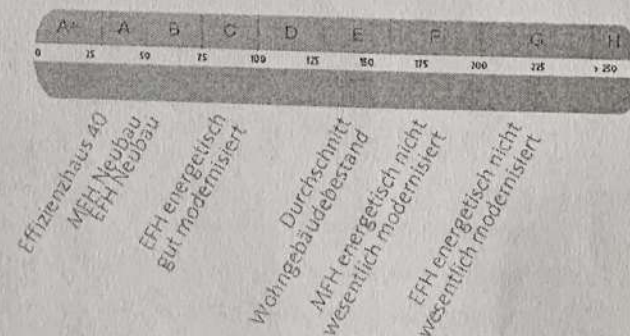 A+ A B C D E F G H
0 25 50 75 100 125 150 175 200 225 > 250
Effizienzhaus 40
MFH Neubau
EFH Neubau
EFH energetisch
gut modernisiert
Durchschnitt
Wohngebäudebestand
MFH energetisch nicht
wesentlich modernisiert
EFH energetisch nicht
wesentlich modernisiert